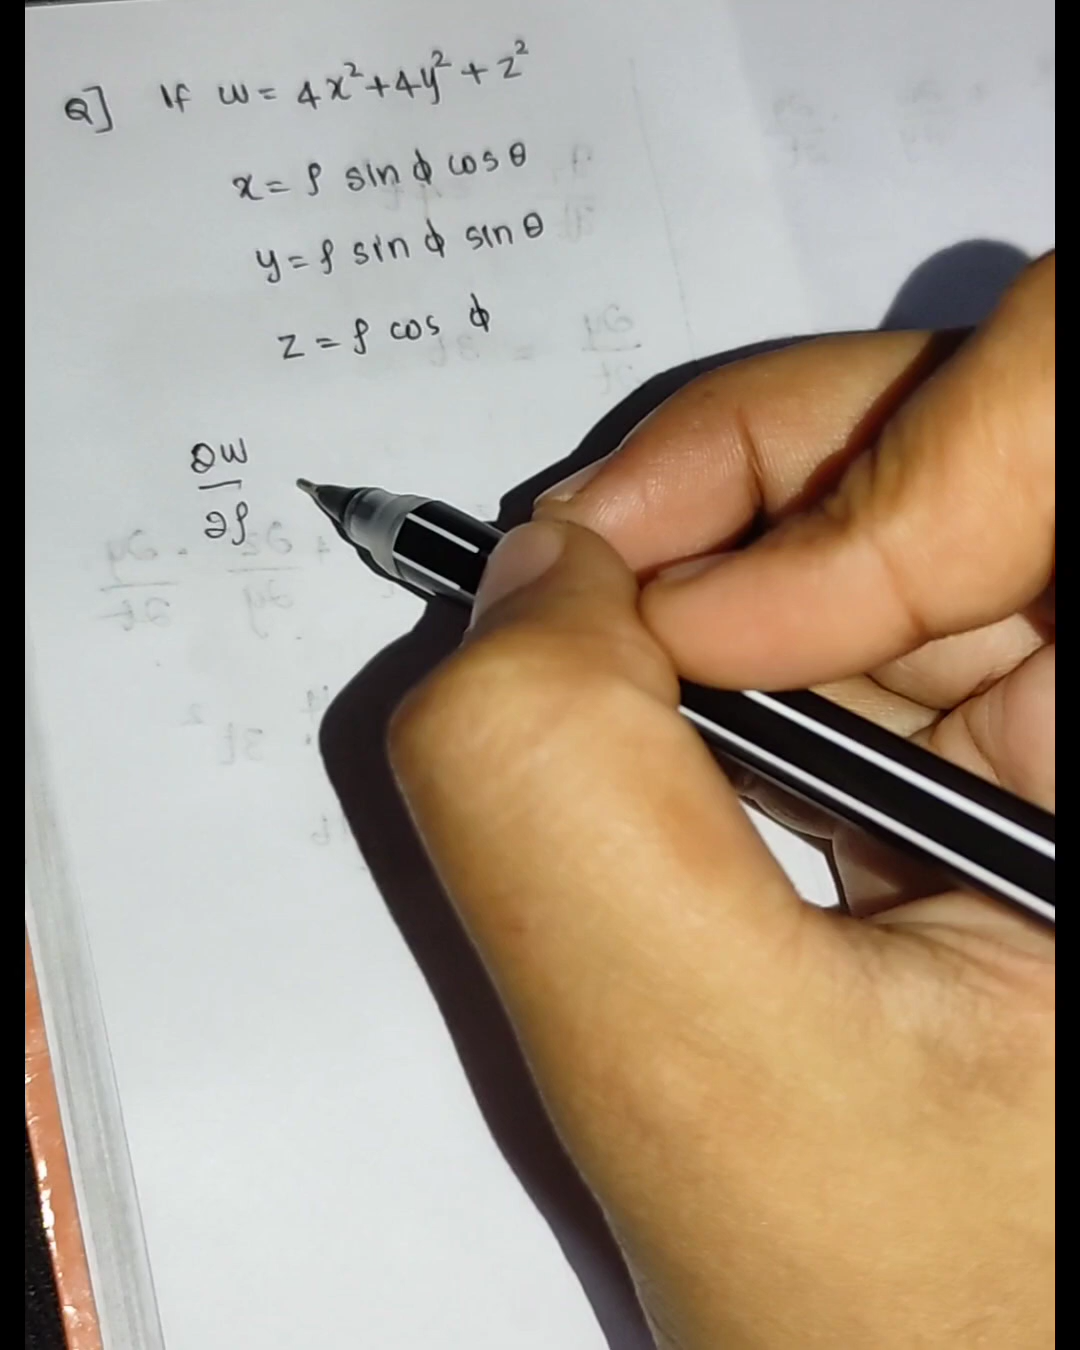 Q] If w = 4x²+4y²+z²
x = ρ sin ϕ cos θ
y = ρ sin ϕ sin θ
z = ρ cos ϕ
∂w
∂ρ